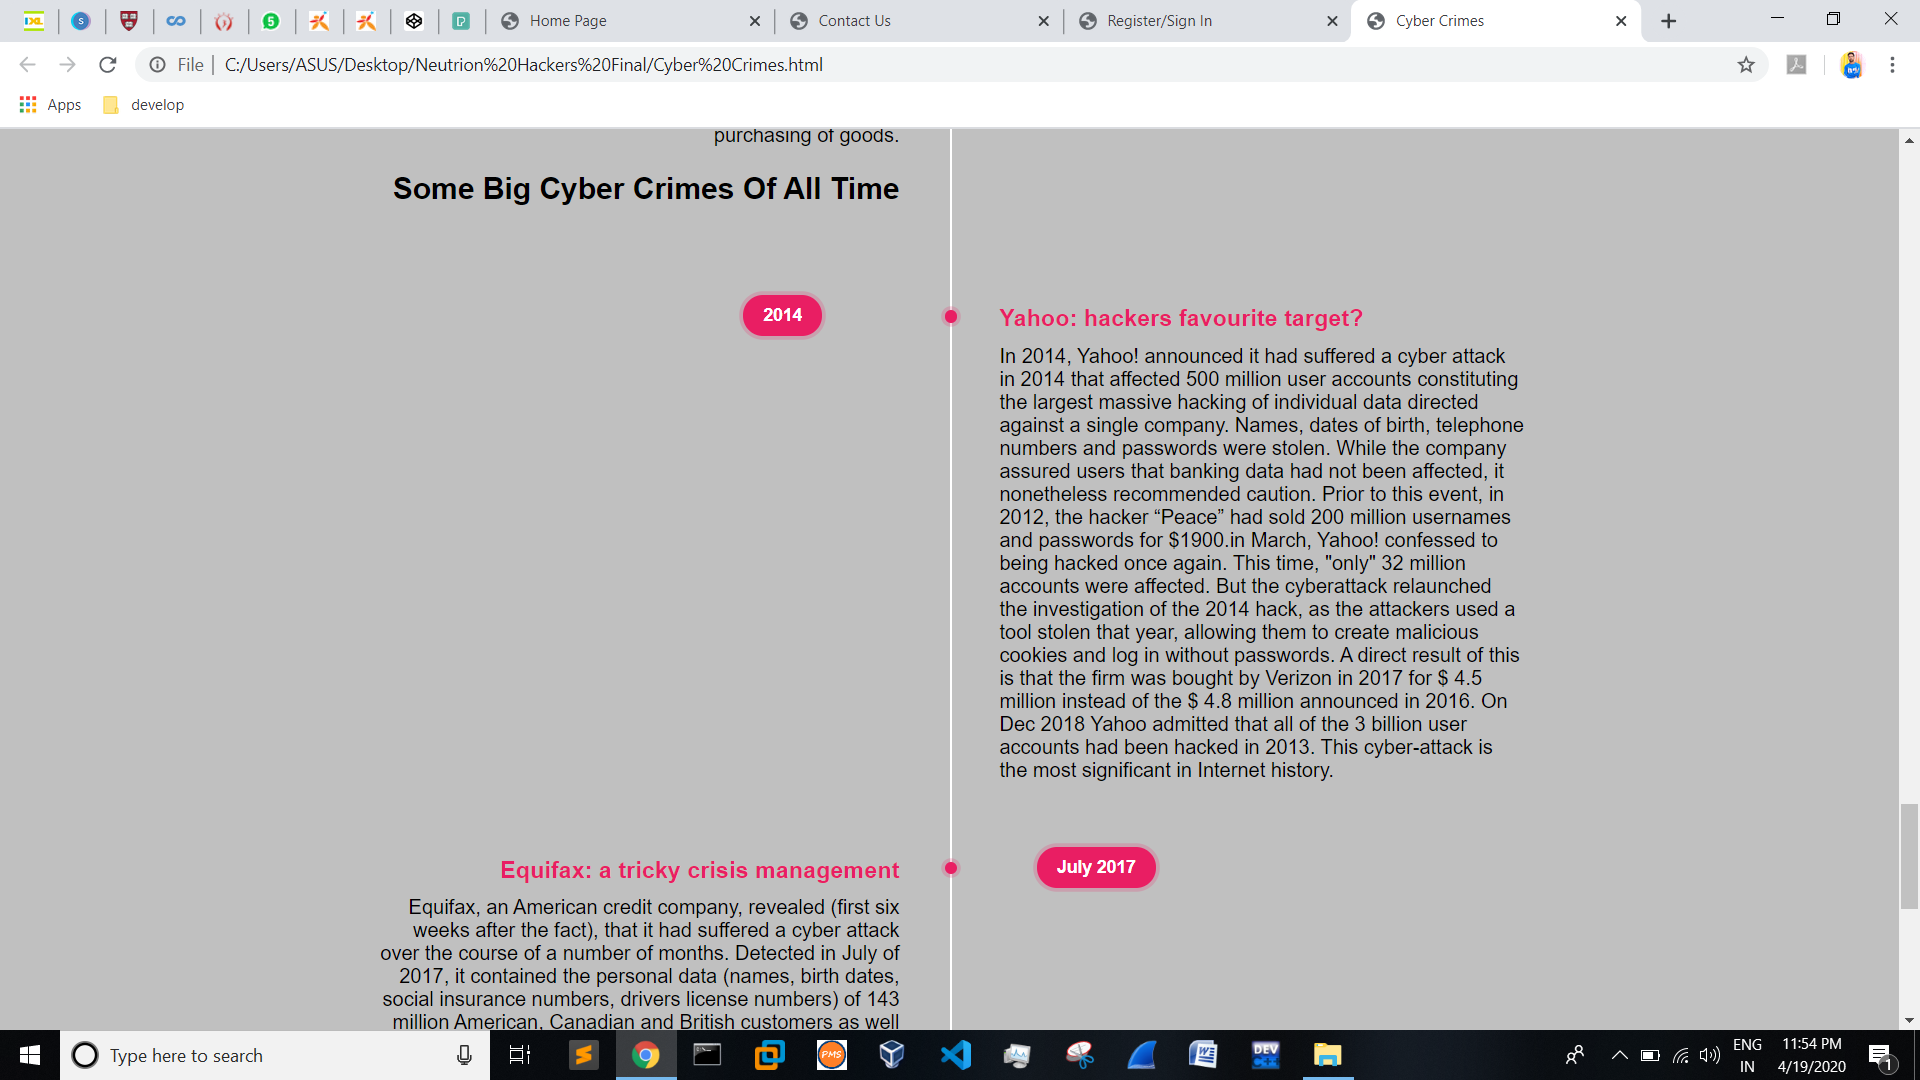 Home Page
Contact Us
Register/Sign In
Cyber Crimes
File
C:/Users/ASUS/Desktop/Neutrion%20Hackers%20Final/Cyber%20Crimes.html
Apps
develop
purchasing of goods.
Some Big Cyber Crimes Of All Time
2014
Yahoo: hackers favourite target?
In 2014, Yahoo! announced it had suffered a cyber attack
in 2014 that affected 500 million user accounts constituting
the largest massive hacking of individual data directed
against a single company. Names, dates of birth, telephone
numbers and passwords were stolen. While the company
assured users that banking data had not been affected, it
nonetheless recommended caution. Prior to this event, in
2012, the hacker “Peace” had sold 200 million usernames
and passwords for $1900.in March, Yahoo! confessed to
being hacked once again. This time, "only" 32 million
accounts were affected. But the cyberattack relaunched
the investigation of the 2014 hack, as the attackers used a
tool stolen that year, allowing them to create malicious
cookies and log in without passwords. A direct result of this
is that the firm was bought by Verizon in 2017 for $ 4.5
million instead of the $ 4.8 million announced in 2016. On
Dec 2018 Yahoo admitted that all of the 3 billion user
accounts had been hacked in 2013. This cyber-attack is
the most significant in Internet history.
Equifax: a tricky crisis management
July 2017
Equifax, an American credit company, revealed (first six
weeks after the fact), that it had suffered a cyber attack
over the course of a number of months. Detected in July of
2017, it contained the personal data (names, birth dates,
social insurance numbers, drivers license numbers) of 143
million American, Canadian and British customers as well
Type here to search
PMS
DEV
C++
ENG
IN
11:54 PM
4/19/2020
1